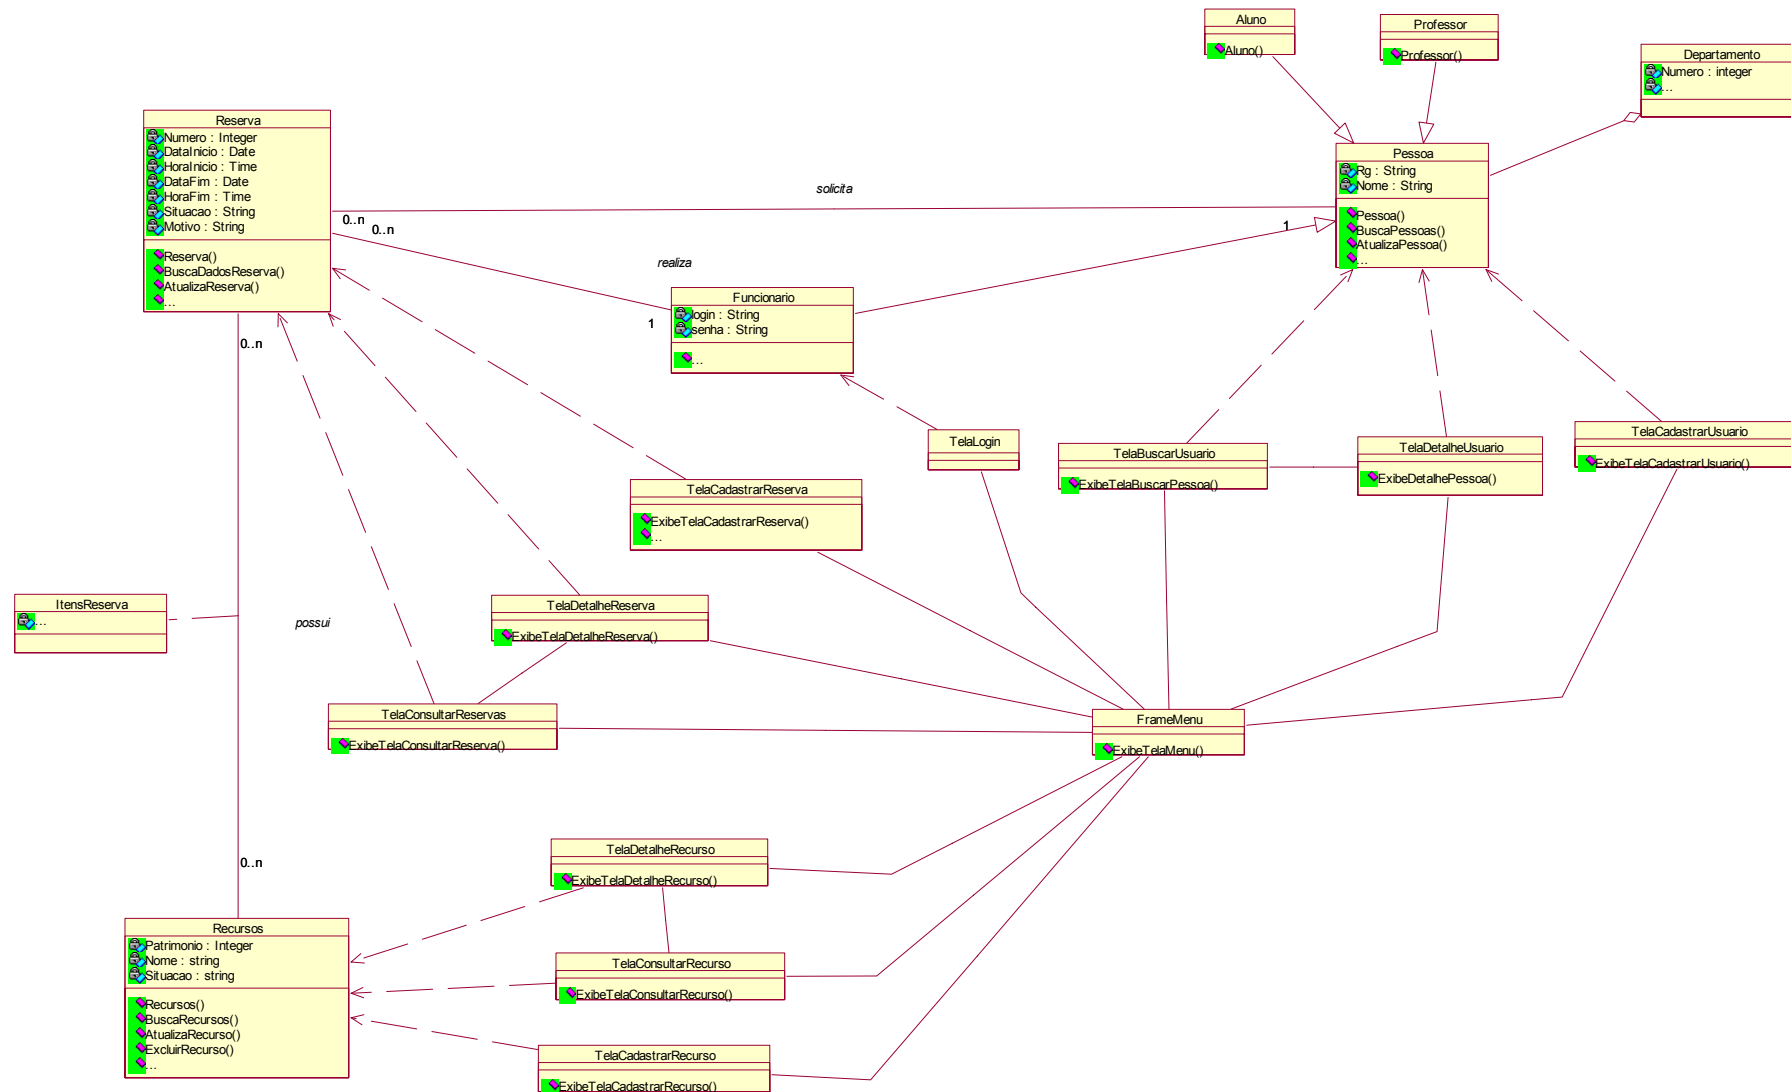 Aluno
Aluno()
Professor
Professor()
Departamento
Numero : integer
...
Reserva
Numero : Integer
DataInicio : Date
HoraInicio : Time
DataFim : Date
HoraFim : Time
Situacao : String
Motivo : String
Reserva()
BuscaDadosReserva()
AtualizaReserva()
...
Pessoa
Rg : String
Nome : String
Pessoa()
BuscaPessoas()
AtualizaPessoa()
...
solicita
0..n
0..n
1
realiza
Funcionario
login : String
senha : String
...
1
0..n
TelaLogin
TelaBuscarUsuario
ExibeTelaBuscarPessoa()
TelaDetalheUsuario
ExibeDetalhePessoa()
TelaCadastrarUsuario
ExibeTelaCadastrarUsuario()
TelaCadastrarReserva
ExibeTelaCadastrarReserva()
...
ItensReserva
...
possui
TelaDetalheReserva
ExibeTelaDetalheReserva()
TelaConsultarReservas
ExibeTelaConsultarReserva()
FrameMenu
ExibeTelaMenu()
0..n
TelaDetalheRecurso
ExibeTelaDetalheRecurso()
Recursos
Patrimonio : Integer
Nome : string
Situacao : string
Recursos()
BuscaRecursos()
AtualizaRecurso()
ExcluirRecurso()
...
TelaConsultarRecurso
ExibeTelaConsultarRecurso()
TelaCadastrarRecurso
ExibeTelaCadastrarRecurso()